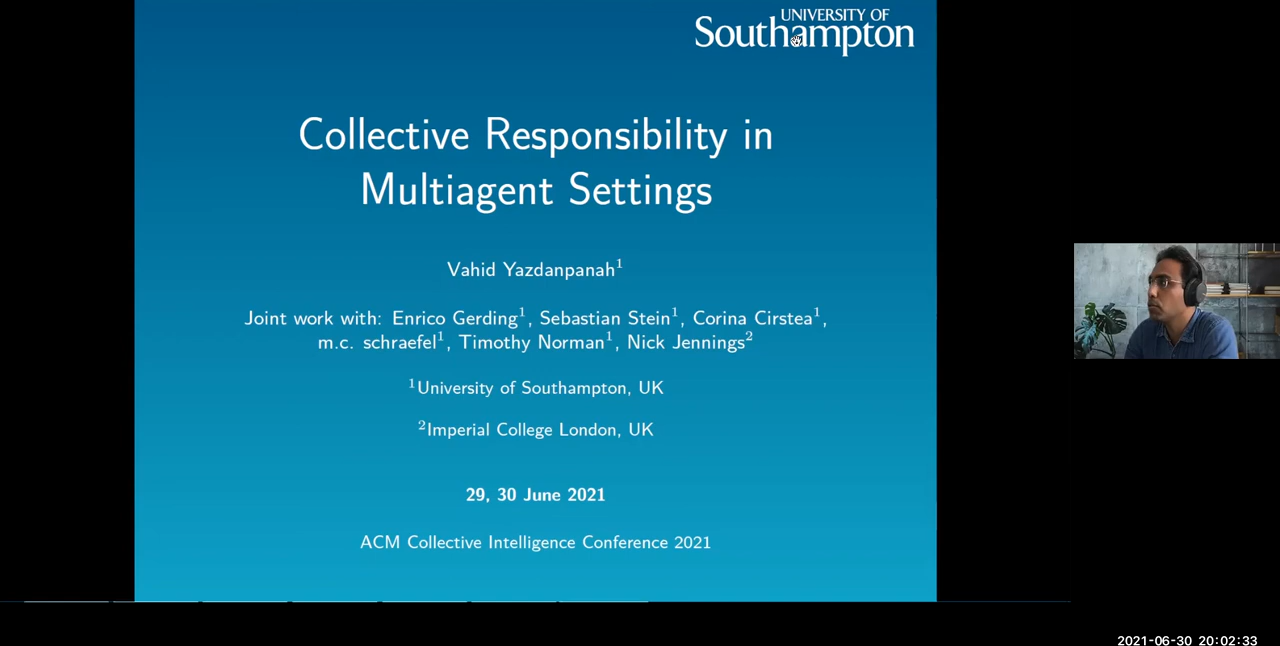 UNIVERSITY OF
Southampton
Collective Responsibility in
Multiagent Settings
Vahid Yazdanpanah¹
Joint work with: Enrico Gerding¹, Sebastian Stein¹, Corina Cirstea¹,
m.c. schraefel¹, Timothy Norman¹, Nick Jennings²
¹University of Southampton, UK
²Imperial College London, UK
29, 30 June 2021
ACM Collective Intelligence Conference 2021
2021-06-30 20:02:33